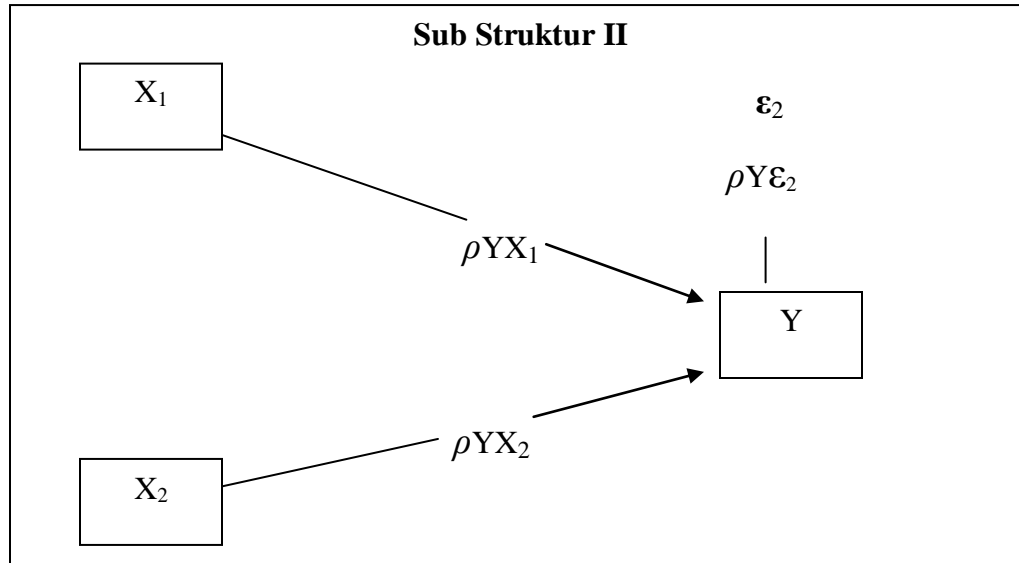 Sub Struktur II
X₁
ε₂
ρYε₂
ρYX₁
Y
ρYX₂
X₂